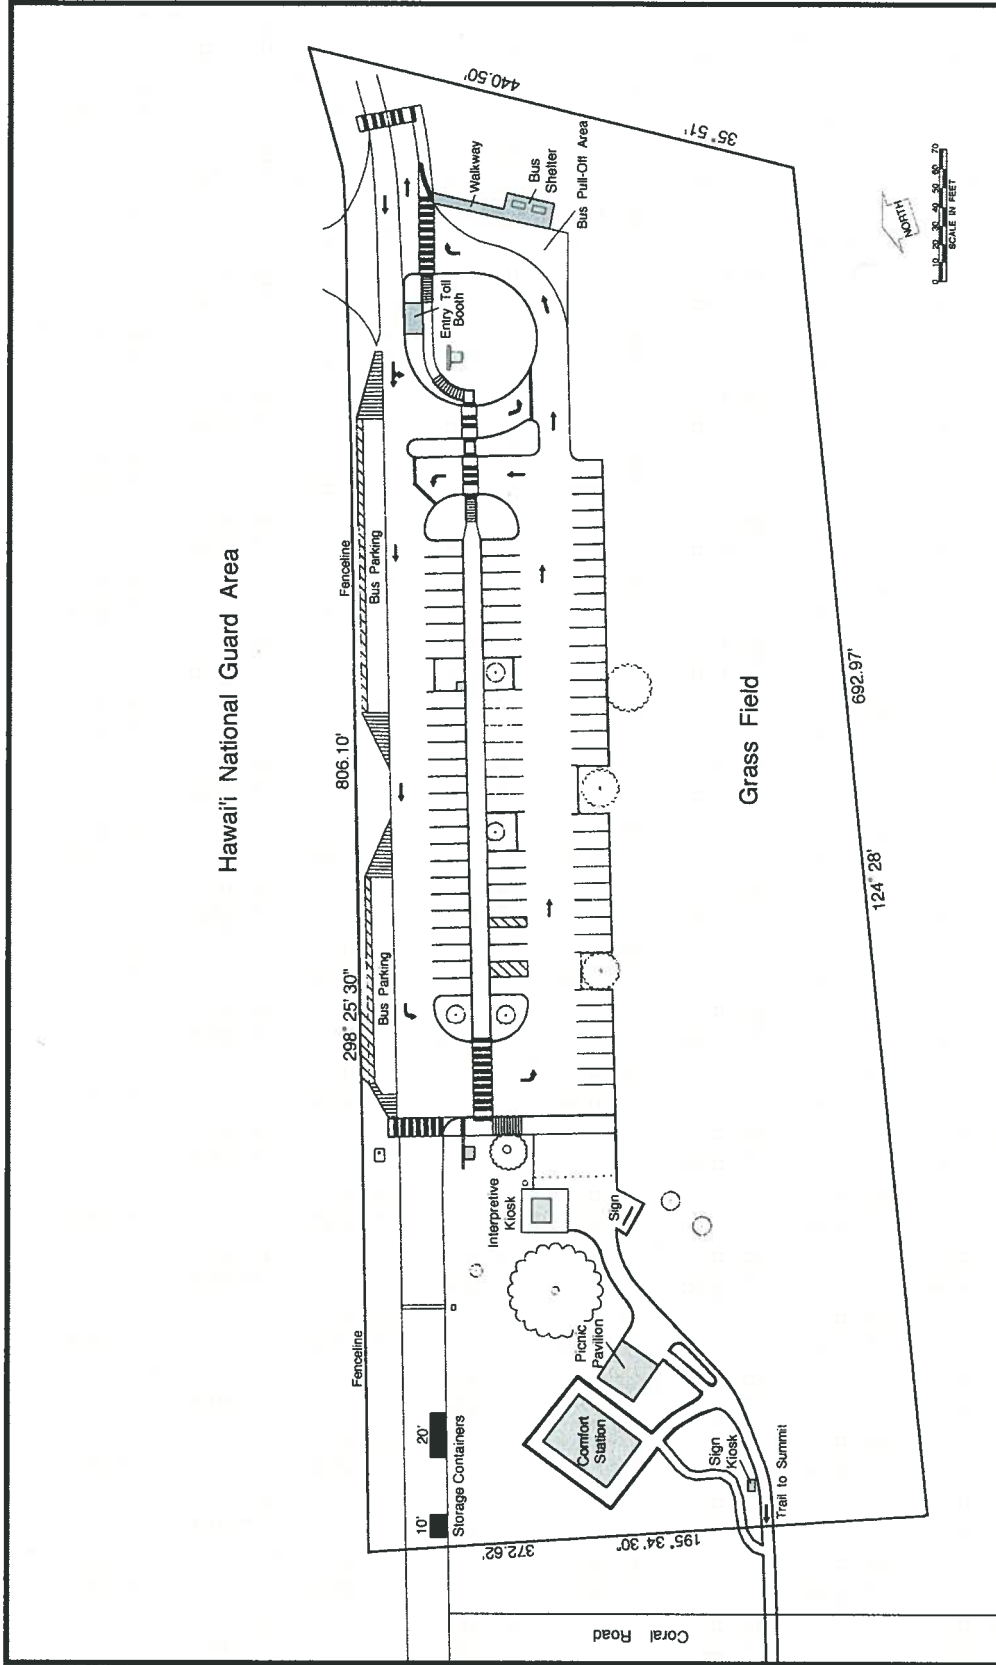 Hawai'i National Guard Area
Fenceline
10'
20'
Storage Containers
298° 25' 30"
806.10'
Bus Parking
Fenceline
Bus Parking
Interpretive
Kiosk
Picnic
Pavilion
Comfort
Station
Sign
Kiosk
Sign
Trail to Summit
372.62'
195° 34' 30"
Coral Road
Entry Toll
Booth
Walkway
Bus
Shelter
Bus Pull-Off Area
440.50'
35° 51'
Grass Field
124° 28'
692.97'
NORTH
0 10 20 30 40 50 60 70
SCALE IN FEET